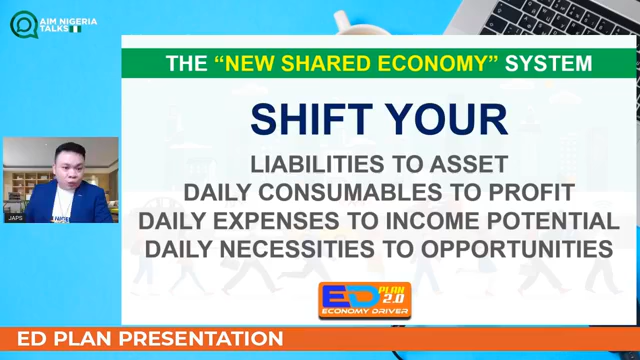 AIM NIGERIA
TALKS
THE “NEW SHARED ECONOMY” SYSTEM
SHIFT YOUR
LIABILITIES TO ASSET
DAILY CONSUMABLES TO PROFIT
DAILY EXPENSES TO INCOME POTENTIAL
DAILY NECESSITIES TO OPPORTUNITIES
JAPS
ED PLAN 2.0
ECONOMY DRIVER
ED PLAN PRESENTATION